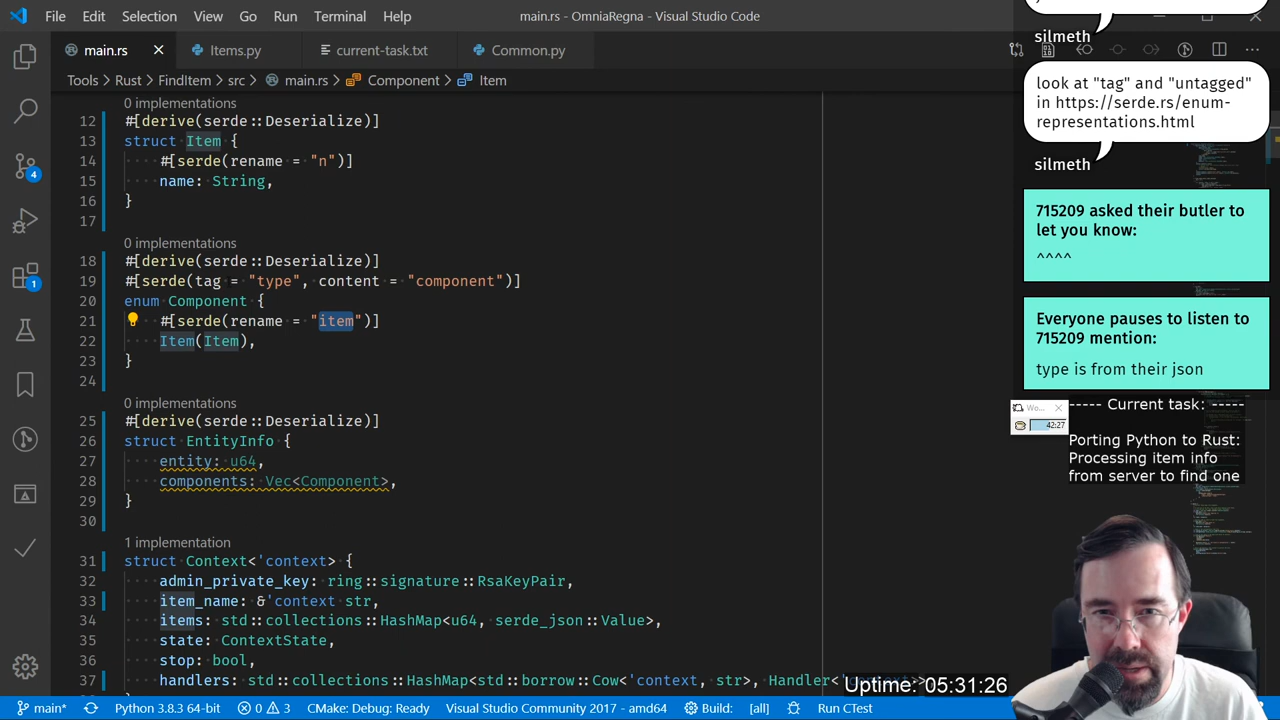 File Edit Selection View Go Run Terminal Help
main.rs - OmniaRegna - Visual Studio Code
main.rs
Items.py
current-task.txt
Common.py
Tools > Rust > FindItem > src > main.rs > Component > Item
0 implementations
12 #[derive(serde::Deserialize)]
13 struct Item {
14 #[serde(rename = "n")]
15 name: String,
16 }
17
0 implementations
18 #[derive(serde::Deserialize)]
19 #[serde(tag = "type", content = "component")]
20 enum Component {
21 #[serde(rename = "item")]
22 Item(Item),
23 }
24
0 implementations
25 #[derive(serde::Deserialize)]
26 struct EntityInfo {
27 entity: u64,
28 components: Vec<Component>,
29 }
30
1 implementation
31 struct Context<'context> {
32 admin_private_key: ring::signature::RsaKeyPair,
33 item_name: &'context str,
34 items: std::collections::HashMap<u64, serde_json::Value>,
35 state: ContextState,
36 stop: bool,
37 handlers: std::collections::HashMap<std::borrow::Cow<'context, str>, Handler<'context>>
silmeth
look at "tag" and "untagged"
in https://serde.rs/enum-
representations.html
silmeth
715209 asked their butler to
let you know:
^^^^
Everyone pauses to listen to
715209 mention:
type is from their json
Wo...
42:27
----- Current task: -----
Porting Python to Rust:
Processing item info
from server to find one
Uptime: 05:31:26
4
1
main* Python 3.8.3 64-bit 0 3 CMake: Debug: Ready Visual Studio Community 2017 - amd64 Build: [all] Run CTest